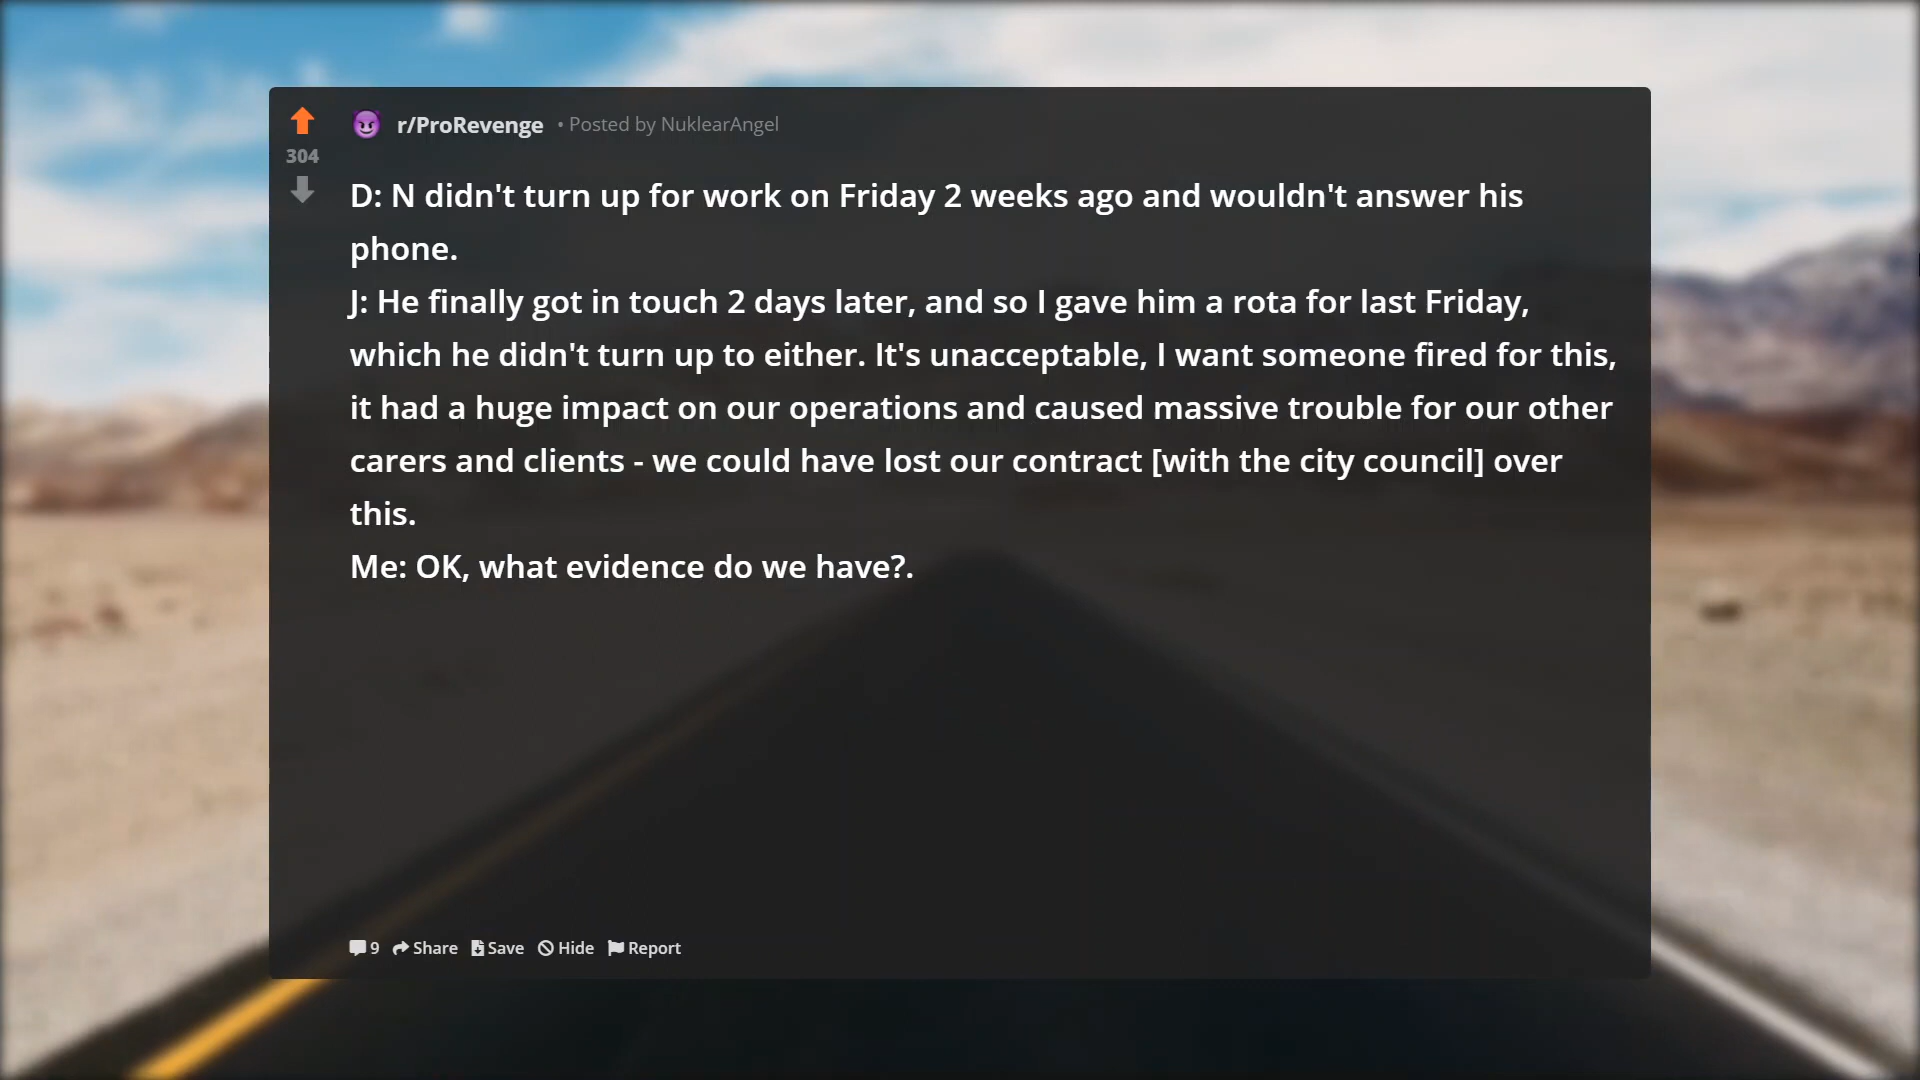 r/ProRevenge • Posted by NuklearAngel
304
D: N didn't turn up for work on Friday 2 weeks ago and wouldn't answer his
phone.
J: He finally got in touch 2 days later, and so I gave him a rota for last Friday,
which he didn't turn up to either. It's unacceptable, I want someone fired for this,
it had a huge impact on our operations and caused massive trouble for our other
carers and clients - we could have lost our contract [with the city council] over
this.
Me: OK, what evidence do we have?.
9 Share Save Hide Report